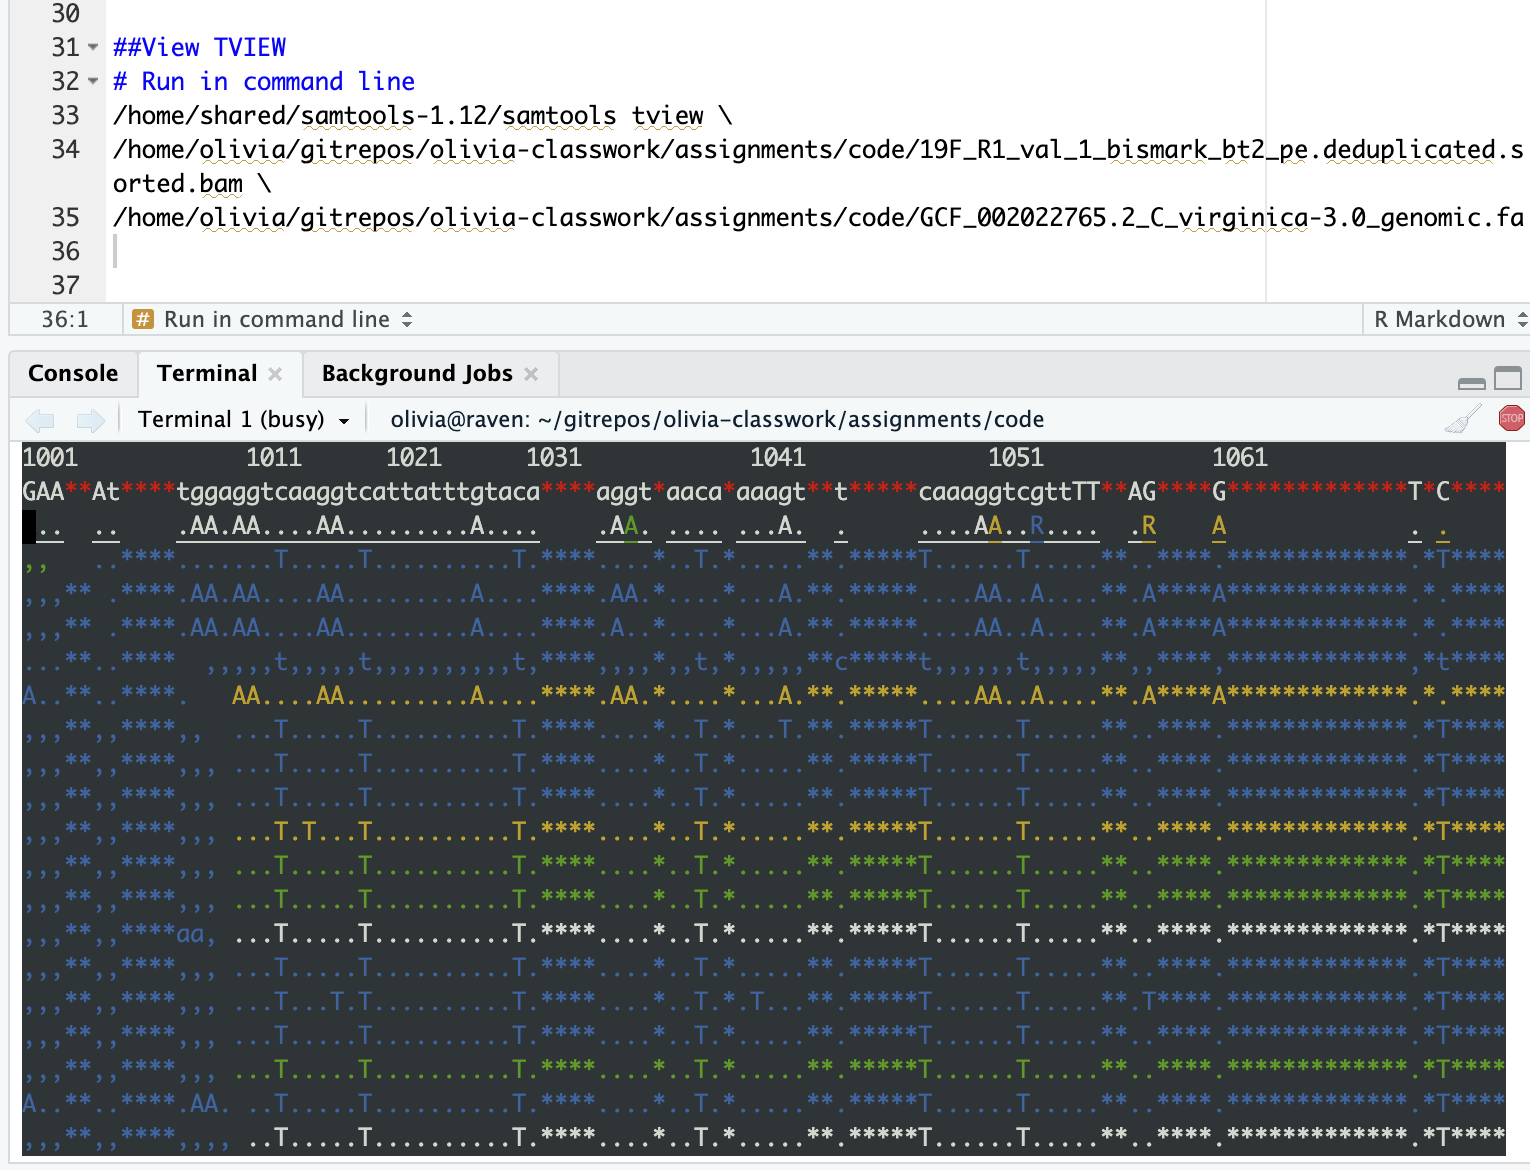 30
31 ##View TVIEW
32 # Run in command line
33 /home/shared/samtools-1.12/samtools tview \
34 /home/olivia/gitrepos/olivia-classwork/assignments/code/19F_R1_val_1_bismark_bt2_pe.deduplicated.s
orted.bam \
35 /home/olivia/gitrepos/olivia-classwork/assignments/code/GCF_002022765.2_C_virginica-3.0_genomic.fa
36
37
36:1 # Run in command line R Markdown
Console Terminal Background Jobs
Terminal 1 (busy) olivia@raven: ~/gitrepos/olivia-classwork/assignments/code STOP
1001 1011 1021 1031 1041 1051 1061
GAA**At****tggaggtcaaggtcattatttgtaca****aggt*aaca*aaagt**t*****caaaggtcgttTT**AG****G*************T*C****
.. .. .AA.AA....AA.........A.... .AA. .... ...A. . ....AA..R.... .R A . .
,, ..****.......T.....T..........T.****....*..T.*.....**.*****T......T.....**..****.*************.*T****
,,,** .****.AA.AA....AA.........A....****.AA.*....*...A.**.*****....AA..A....**.A****A*************.*.****
,,,** .****.AA.AA....AA.........A....****.A..*....*...A.**.*****....AA..A....**.A****A*************.*.****
...**..**** ,,,,,t,,,,,t,,,,,,,,,,t,****,,,,*,,t,*,,,,,**c*****t,,,,,,t,,,,,**,,****,*************,*t****
A..**..****. AA....AA.........A....****.AA.*....*...A.**.*****....AA..A....**.A****A*************.*.****
,,,**,,****,, ...T.....T..........T.****....*..T.*...T.**.*****T......T.....**..****.*************.*T****
,,,**,,****,,, ...T.....T..........T.****....*..T.*.....**.*****T......T.....**..****.*************.*T****
,,,**,,****,,, ...T.....T..........T.****....*..T.*.....**.*****T......T.....**..****.*************.*T****
,,,**,,****,,, ...T.T...T..........T.****....*..T.*.....**.*****T......T.....**..****.*************.*T****
,,,**,,****,,, ...T.....T..........T.****....*..T.*.....**.*****T......T.....**..****.*************.*T****
,,,**,,****,,, ...T.....T..........T.****....*..T.*.....**.*****T......T.....**..****.*************.*T****
,,,**,,****aa, ...T.....T..........T.****....*..T.*.....**.*****T......T.....**..****.*************.*T****
,,,**,,****,,, ...T.....T..........T.****....*..T.*.....**.*****T......T.....**..****.*************.*T****
,,,**,,****,,, ...T...T.T..........T.****....*..T.*.T...**.*****T......T.....**.T****.*************.*T****
,,,**,,****,,, ...T.....T..........T.****....*..T.*.....**.*****T......T.....**..****.*************.*T****
,,,**,,****,,, ...T.....T..........T.****....*..T.*.....**.*****T......T.....**..****.*************.*T****
A..**..****.AA. ..T.....T..........T.****....*..T.*.....**.*****T......T.....**..****.*************.*T****
,,,**,,****,,,, ..T.....T..........T.****....*..T.*.....**.*****T......T.....**..****.*************.*T****